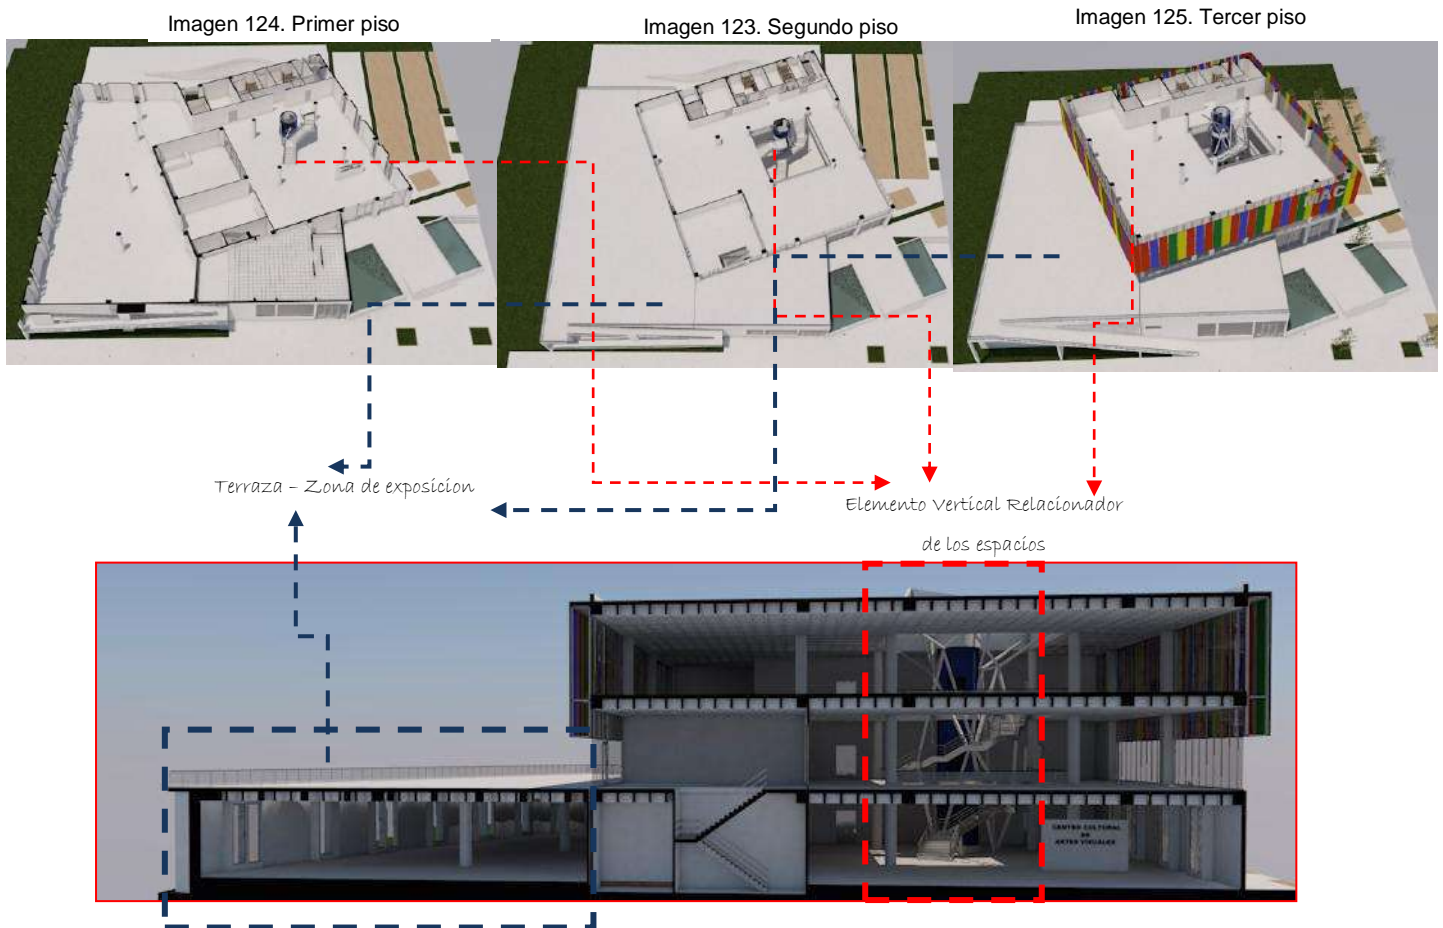 Imagen 124. Primer piso
Imagen 123. Segundo piso
Imagen 125. Tercer piso
MAC
Terraza – Zona de exposicion
Elemento Vertical Relacionador
de los espacios
CENTRO CULTURAL
DE
ARTES VISUALES